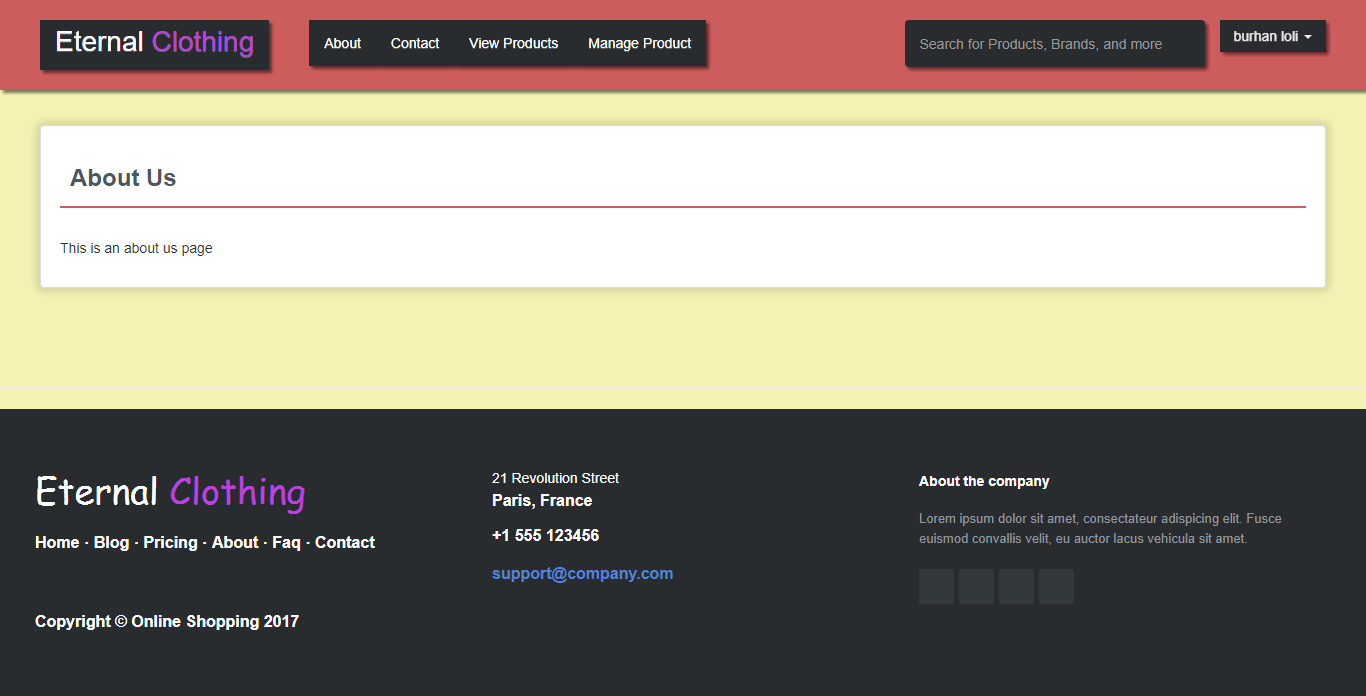 Eternal Clothing
About Contact View Products Manage Product
Search for Products, Brands, and more
burhan loli
About Us
This is an about us page
Eternal Clothing
Home · Blog · Pricing · About · Faq · Contact
Copyright © Online Shopping 2017
21 Revolution Street
Paris, France
+1 555 123456
support@company.com
About the company
Lorem ipsum dolor sit amet, consectateur adispicing elit. Fusce
euismod convallis velit, eu auctor lacus vehicula sit amet.